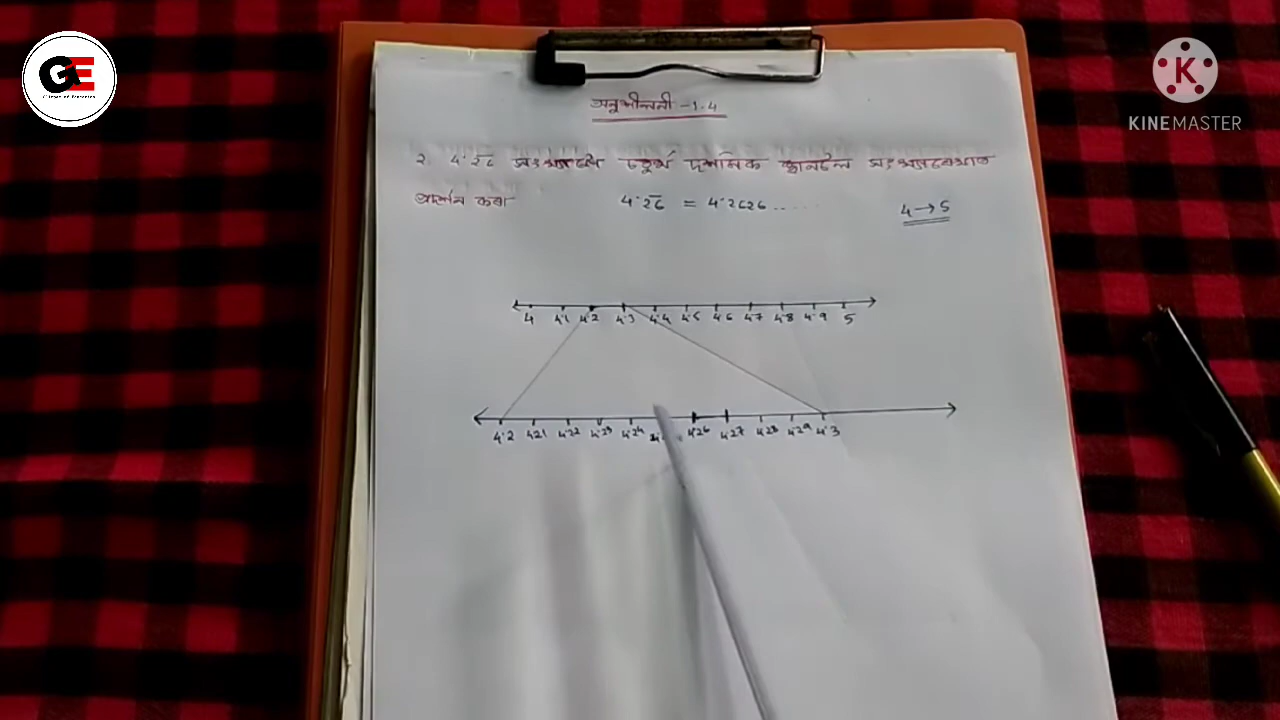 GE
KINEMASTER
অনুশীলনী -1.4
২. 4.2̅6̅ সংখ্যাটো চতুৰ্থ দশমিক স্থানলৈ সংখ্যাৰেখাত
প্ৰদৰ্শন কৰা 4.2̅6̅ = 4.2626..... 4→5
4 4.1 4.2 4.3 4.4 4.5 4.6 4.7 4.8 4.9 5
4.2 4.21 4.22 4.23 4.24 4.26 4.27 4.28 4.29 4.3